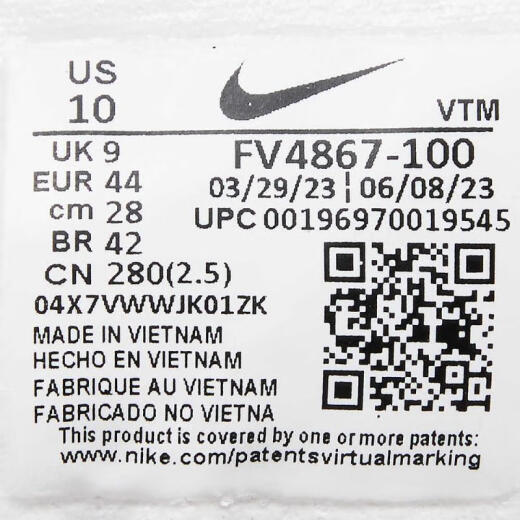 US
10
VTM
UK 9
FV4867-100
EUR 44
03/29/23 | 06/08/23
cm 28
UPC 00196970019545
BR 42
CN 280(2.5)
04X7VWWJK01ZK
MADE IN VIETNAM
HECHO EN VIETNAM
FABRIQUE AU VIETNAM
FABRICADO NO VIETNA
This product is covered by one or more patents:
www.nike.com/patentsvirtualmarking